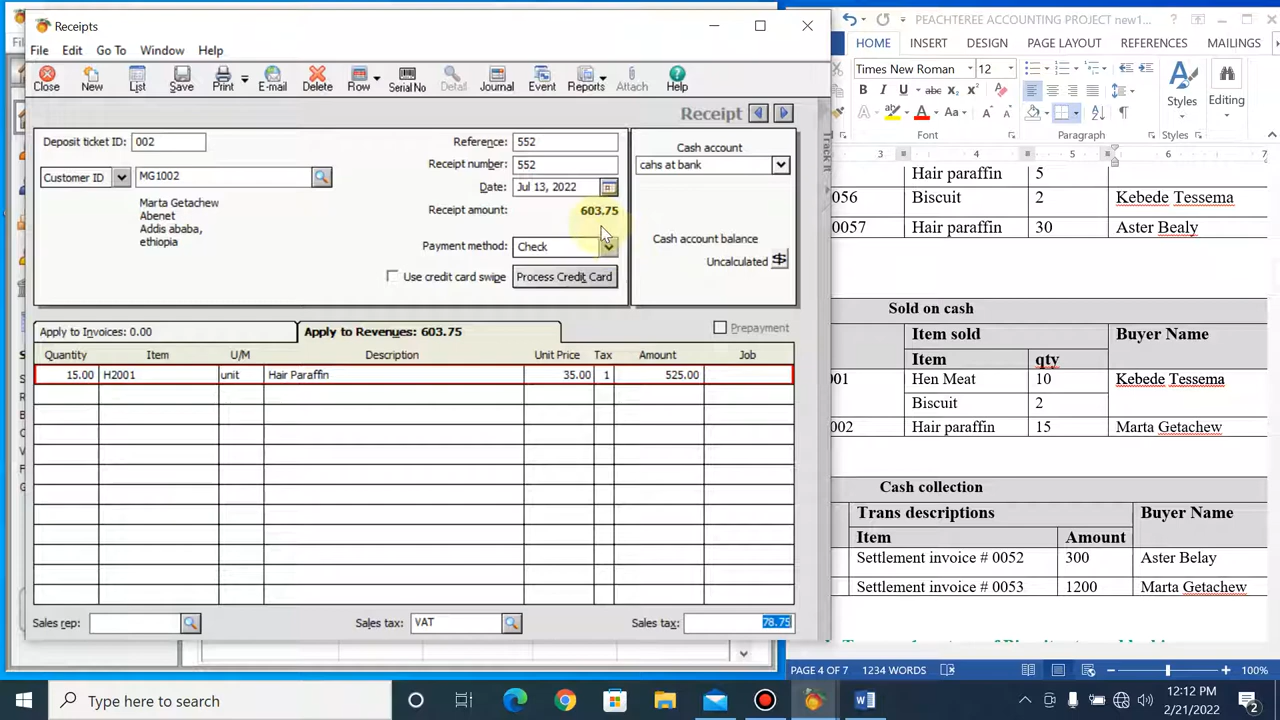 Receipts
File Edit Go To Window Help
Close New List Save Print E-mail Delete Row Serial No Detail Journal Event Reports Attach Help
Receipt
Deposit ticket ID: 002
Customer ID MG1002
Marta Getachew
Abenet
Addis ababa,
ethiopia
Reference: 552
Receipt number: 552
Date: Jul 13, 2022
Receipt amount: 603.75
Payment method: Check
Use credit card swipe Process Credit Card
Cash account
cahs at bank
Cash account balance
Uncalculated
Track It
Apply to Invoices: 0.00 Apply to Revenues: 603.75 Prepayment
Quantity Item U/M Description Unit Price Tax Amount Job
15.00 H2001 unit Hair Paraffin 35.00 1 525.00
Sales rep: Sales tax: VAT Sales tax: 78.75
PEACHTEREE ACCOUNTING PROJECT new1...
HOME INSERT DESIGN PAGE LAYOUT REFERENCES MAILINGS
Times New Roman 12
Styles Editing
Font Paragraph Styles
3 4 5 6
Hair paraffin 5
0056 Biscuit 2 Kebede Tessema
0057 Hair paraffin 30 Aster Bealy
Sold on cash
Item sold Buyer Name
Item qty
001 Hen Meat 10 Kebede Tessema
Biscuit 2
002 Hair paraffin 15 Marta Getachew
Cash collection
Trans descriptions Buyer Name
Item Amount
Settlement invoice # 0052 300 Aster Belay
Settlement invoice # 0053 1200 Marta Getachew
PAGE 4 OF 7 1234 WORDS 100%
Type here to search
12:12 PM
2/21/2022
2